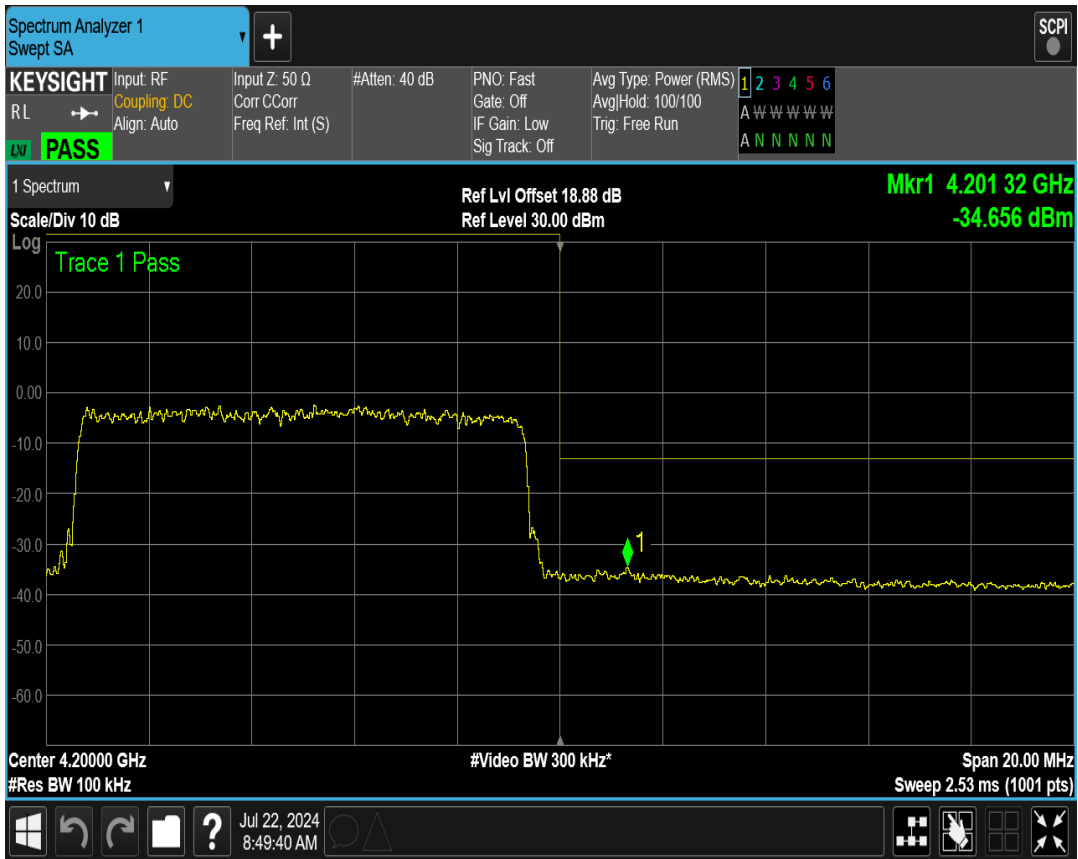 Spectrum Analyzer 1
Swept SA
SCPI
KEYSIGHT
RL
LXI PASS
Input: RF
Coupling: DC
Align: Auto
Input Z: 50 Ω
Corr CCorr
Freq Ref: Int (S)
#Atten: 40 dB
PNO: Fast
Gate: Off
IF Gain: Low
Sig Track: Off
Avg Type: Power (RMS)
Avg|Hold: 100/100
Trig: Free Run
1 2 3 4 5 6
A W W W W W
A N N N N N
1 Spectrum
Scale/Div 10 dB
Ref Lvl Offset 18.88 dB
Ref Level 30.00 dBm
Mkr1 4.201 32 GHz
-34.656 dBm
Log
Trace 1 Pass
20.0
10.0
0.00
-10.0
-20.0
-30.0
1
-40.0
-50.0
-60.0
Center 4.20000 GHz
#Video BW 300 kHz*
Span 20.00 MHz
#Res BW 100 kHz
Sweep 2.53 ms (1001 pts)
?
Jul 22, 2024
8:49:40 AM